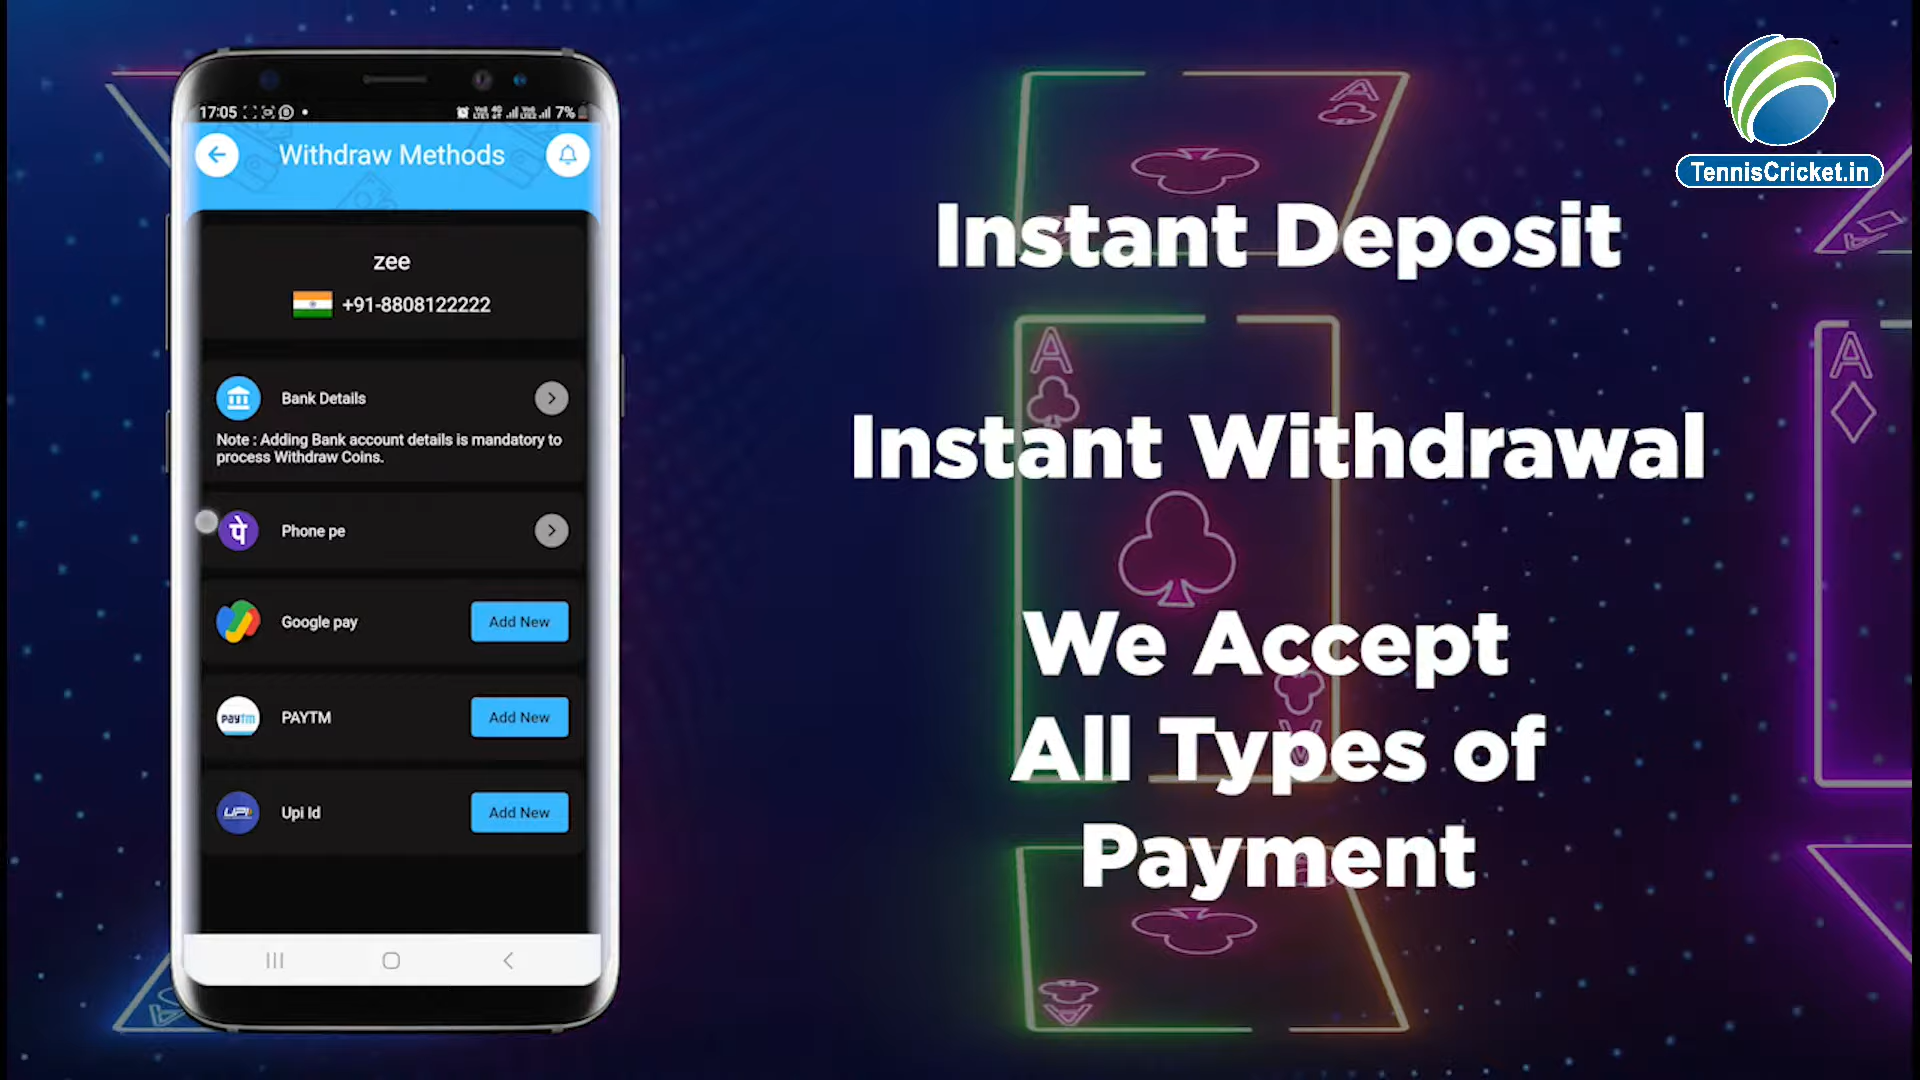 TennisCricket.in
17:05
7%
Withdraw Methods
zee
+91-8808122222
Bank Details
Note : Adding Bank account details is mandatory to
process Withdraw Coins.
पे
Phone pe
Google pay
Add New
paytm
PAYTM
Add New
UPI
Upi Id
Add New
Instant Deposit
Instant Withdrawal
We Accept
All Types of
Payment
A
A
A
A
A